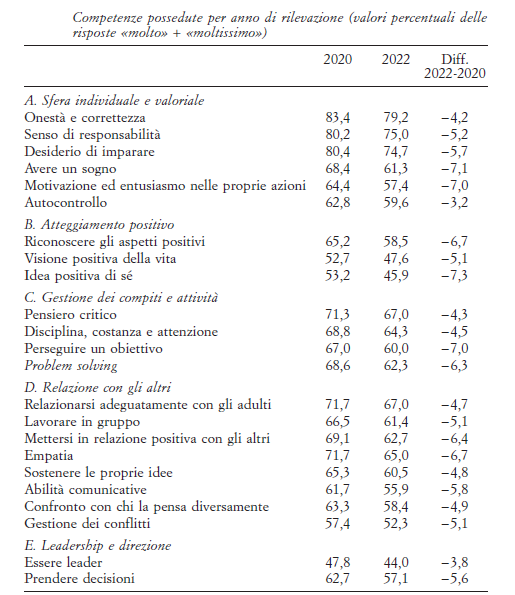 Competenze possedute per anno di rilevazione (valori percentuali delle
risposte «molto» + «moltissimo»)
2020 2022 Diff.
2022-2020
A. Sfera individuale e valoriale
Onestà e correttezza 83,4 79,2 −4,2
Senso di responsabilità 80,2 75,0 −5,2
Desiderio di imparare 80,4 74,7 −5,7
Avere un sogno 68,4 61,3 −7,1
Motivazione ed entusiasmo nelle proprie azioni 64,4 57,4 −7,0
Autocontrollo 62,8 59,6 −3,2
B. Atteggiamento positivo
Riconoscere gli aspetti positivi 65,2 58,5 −6,7
Visione positiva della vita 52,7 47,6 −5,1
Idea positiva di sé 53,2 45,9 −7,3
C. Gestione dei compiti e attività
Pensiero critico 71,3 67,0 −4,3
Disciplina, costanza e attenzione 68,8 64,3 −4,5
Perseguire un obiettivo 67,0 60,0 −7,0
Problem solving 68,6 62,3 −6,3
D. Relazione con gli altri
Relazionarsi adeguatamente con gli adulti 71,7 67,0 −4,7
Lavorare in gruppo 66,5 61,4 −5,1
Mettersi in relazione positiva con gli altri 69,1 62,7 −6,4
Empatia 71,7 65,0 −6,7
Sostenere le proprie idee 65,3 60,5 −4,8
Abilità comunicative 61,7 55,9 −5,8
Confronto con chi la pensa diversamente 63,3 58,4 −4,9
Gestione dei conflitti 57,4 52,3 −5,1
E. Leadership e direzione
Essere leader 47,8 44,0 −3,8
Prendere decisioni 62,7 57,1 −5,6